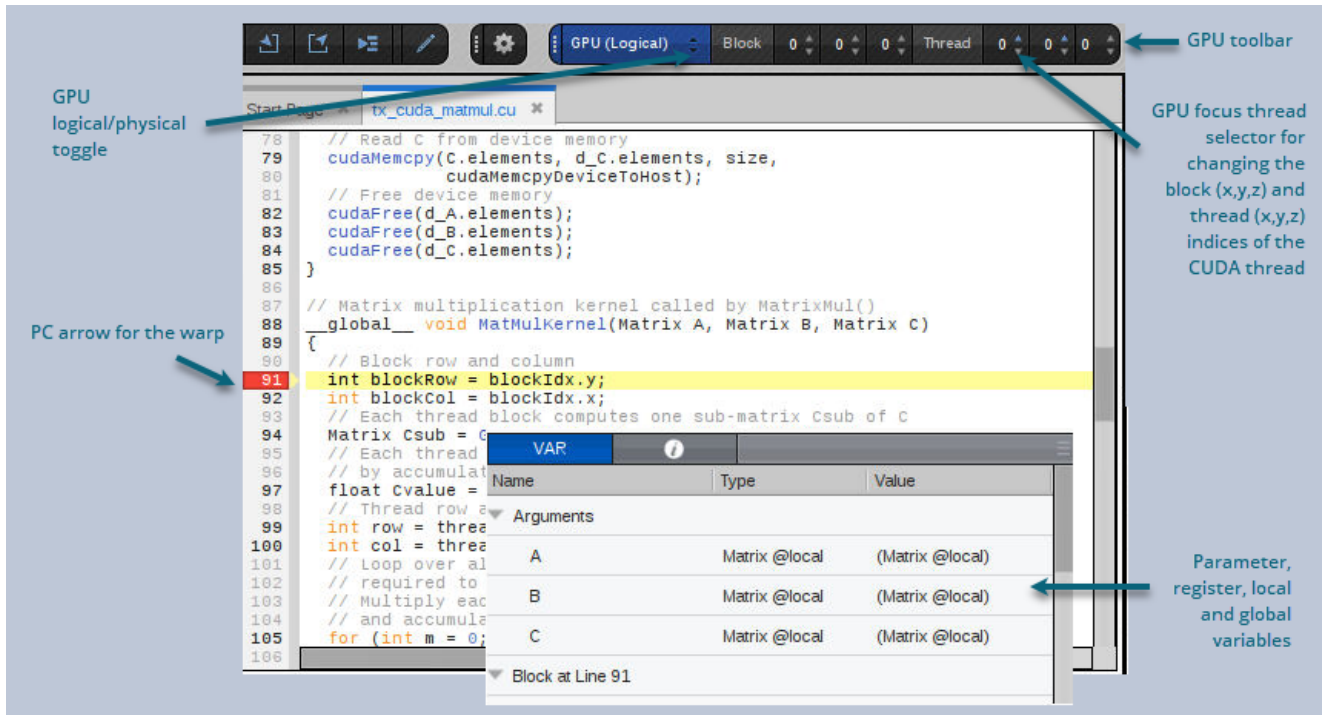 GPU (Logical) Block 0 0 0 Thread 0 0 0
GPU toolbar
GPU
logical/physical
toggle
GPU focus thread
selector for
changing the
block (x,y,z) and
thread (x,y,z)
indices of the
CUDA thread
Start Page tx_cuda_matmul.cu
78 // Read C from device memory
79 cudaMemcpy(C.elements, d_C.elements, size,
80 cudaMemcpyDeviceToHost);
81 // Free device memory
82 cudaFree(d_A.elements);
83 cudaFree(d_B.elements);
84 cudaFree(d_C.elements);
85 }
86
87 // Matrix multiplication kernel called by MatrixMul()
88 __global__ void MatMulKernel(Matrix A, Matrix B, Matrix C)
89 {
90 // Block row and column
91 int blockRow = blockIdx.y;
92 int blockCol = blockIdx.x;
93 // Each thread block computes one sub-matrix Csub of C
94 Matrix Csub =
95 // Each thread
96 // by accumulat
97 float Cvalue =
98 // Thread row a
99 int row = threa
100 int col = threa
101 // Loop over al
102 // required to
103 // Multiply eac
104 // and accumula
105 for (int m = 0;
106
PC arrow for the warp
VAR i
Name Type Value
Arguments
A Matrix @local (Matrix @local)
B Matrix @local (Matrix @local)
C Matrix @local (Matrix @local)
Block at Line 91
Parameter,
register, local
and global
variables